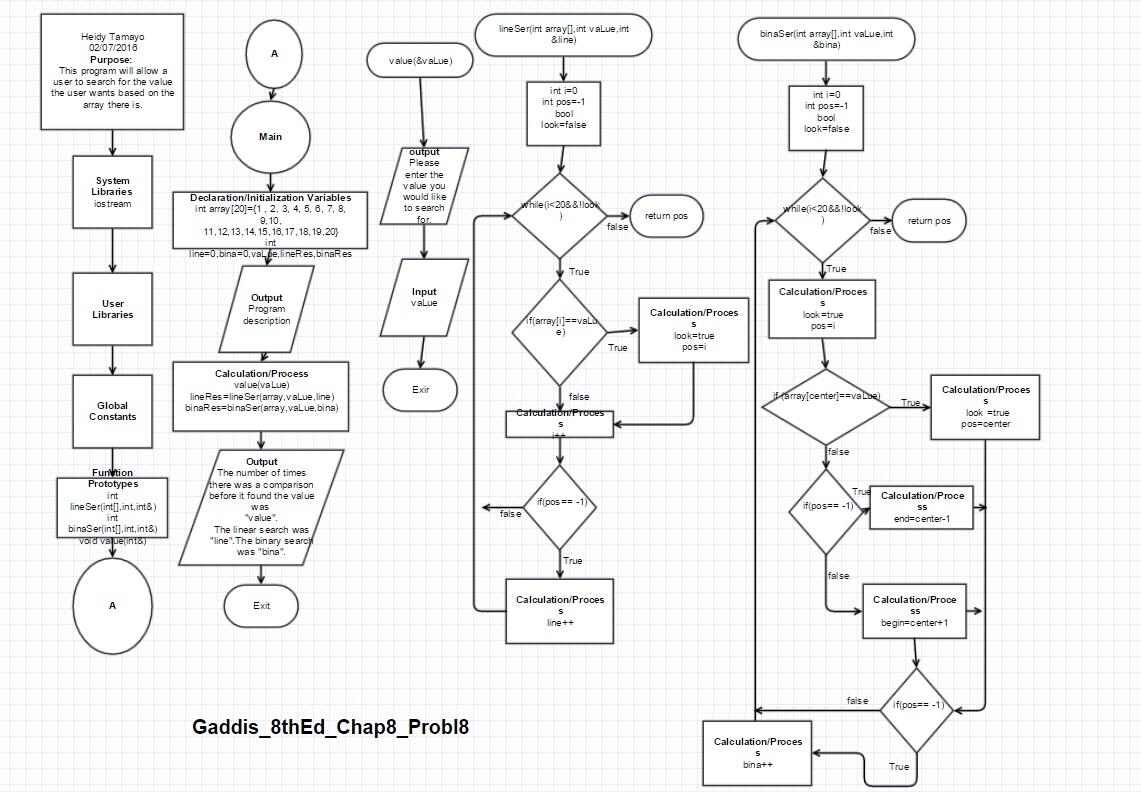 Heidy Tamayo
02/07/2016
Purpose:
This program will allow a
user to search for the value
the user wants based on the
array there is.
System
Libraries
iostream
User
Libraries
Global
Constants
Function
Prototypes
int
lineSer(int[],int,int&)
int
binaSer(int[],int,int&)
void value(int&)
A
A
Main
Declaration/Initialization Variables
int array[20]={1 , 2, 3, 4, 5, 6, 7, 8,
9,10,
11,12,13,14,15,16,17,18,19,20}
int
line=0,bina=0,vaLue,lineRes,binaRes
Output
Program
description
Calculation/Process
value(vaLue)
lineRes=lineSer(array,vaLue,line)
binaRes=binaSer(array,vaLue,bina)
Output
The number of times
there was a comparison
before it found the value
was
"value".
The linear search was
"line".The binary search
was "bina".
Exit
value(&vaLue)
output
Please
enter the
value you
would like
to search
for.
Input
vaLue
Exir
lineSer(int array[],int vaLue,int
&line)
int i=0
int pos=-1
bool
look=false
while(i<20&&!look
)
false
return pos
True
if(array[i]==vaLu
e)
True
Calculation/Proces
s
look=true
pos=i
false
Calculation/Proces
s
i++
if(pos== -1)
false
True
Calculation/Proces
s
line++
binaSer(int array[],int vaLue,int
&bina)
int i=0
int pos=-1
bool
look=false
while(i<20&&!look
)
false
return pos
True
Calculation/Proces
s
look=true
pos=i
if (array[center]==vaLue)
True
Calculation/Proces
s
look =true
pos=center
false
if(pos== -1)
True
Calculation/Proce
ss
end=center-1
false
Calculation/Proce
ss
begin=center+1
if(pos== -1)
false
True
Calculation/Proces
s
bina++
Gaddis_8thEd_Chap8_Probl8